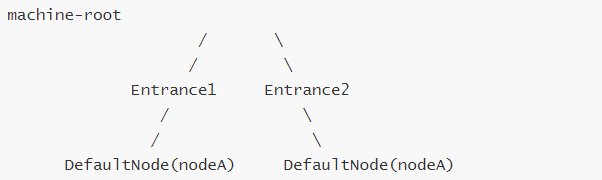 machine-root
/ \
/ \
Entrance1 Entrance2
/ \
/ \
DefaultNode(nodeA) DefaultNode(nodeA)